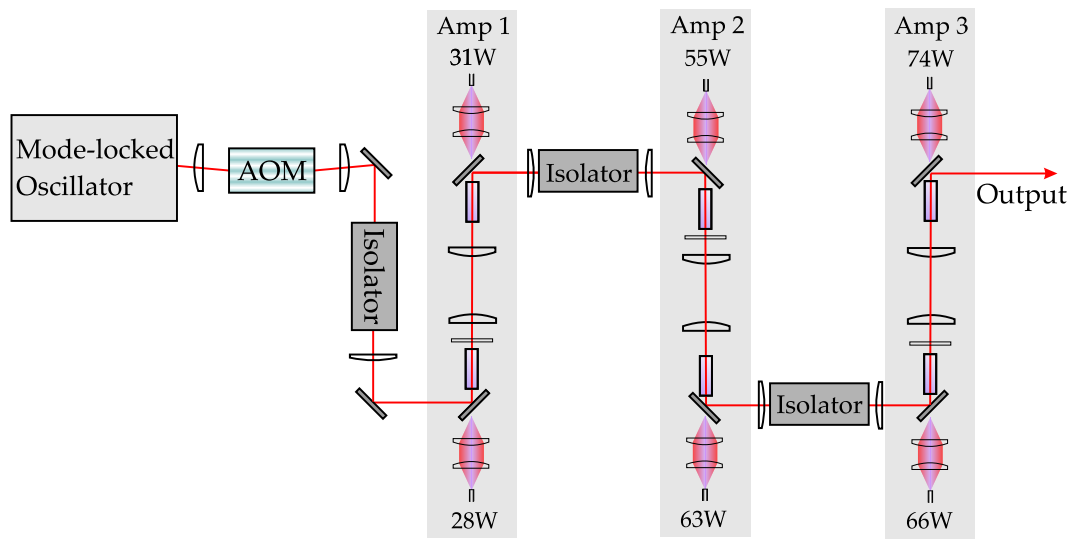 Amp 1
31W
Amp 2
55W
Amp 3
74W
Mode-locked
Oscillator
AOM
Isolator
Isolator
Output
Isolator
28W
63W
66W